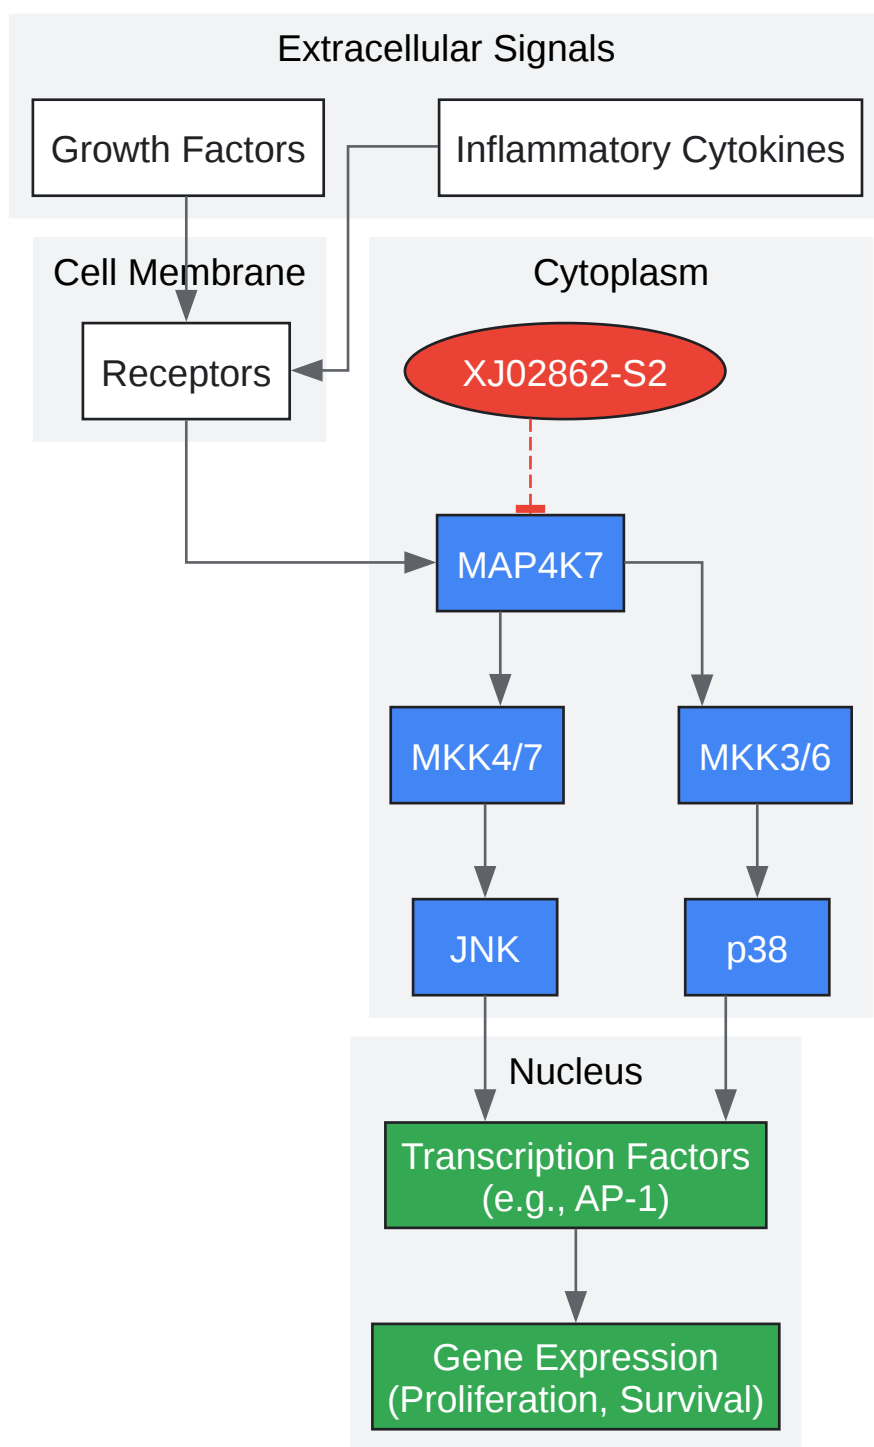 Extracellular Signals
Growth Factors
Inflammatory Cytokines
Cell Membrane
Cytoplasm
Receptors
XJ02862-S2
MAP4K7
MKK4/7
MKK3/6
JNK
p38
Nucleus
Transcription Factors
(e.g., AP-1)
Gene Expression
(Proliferation, Survival)